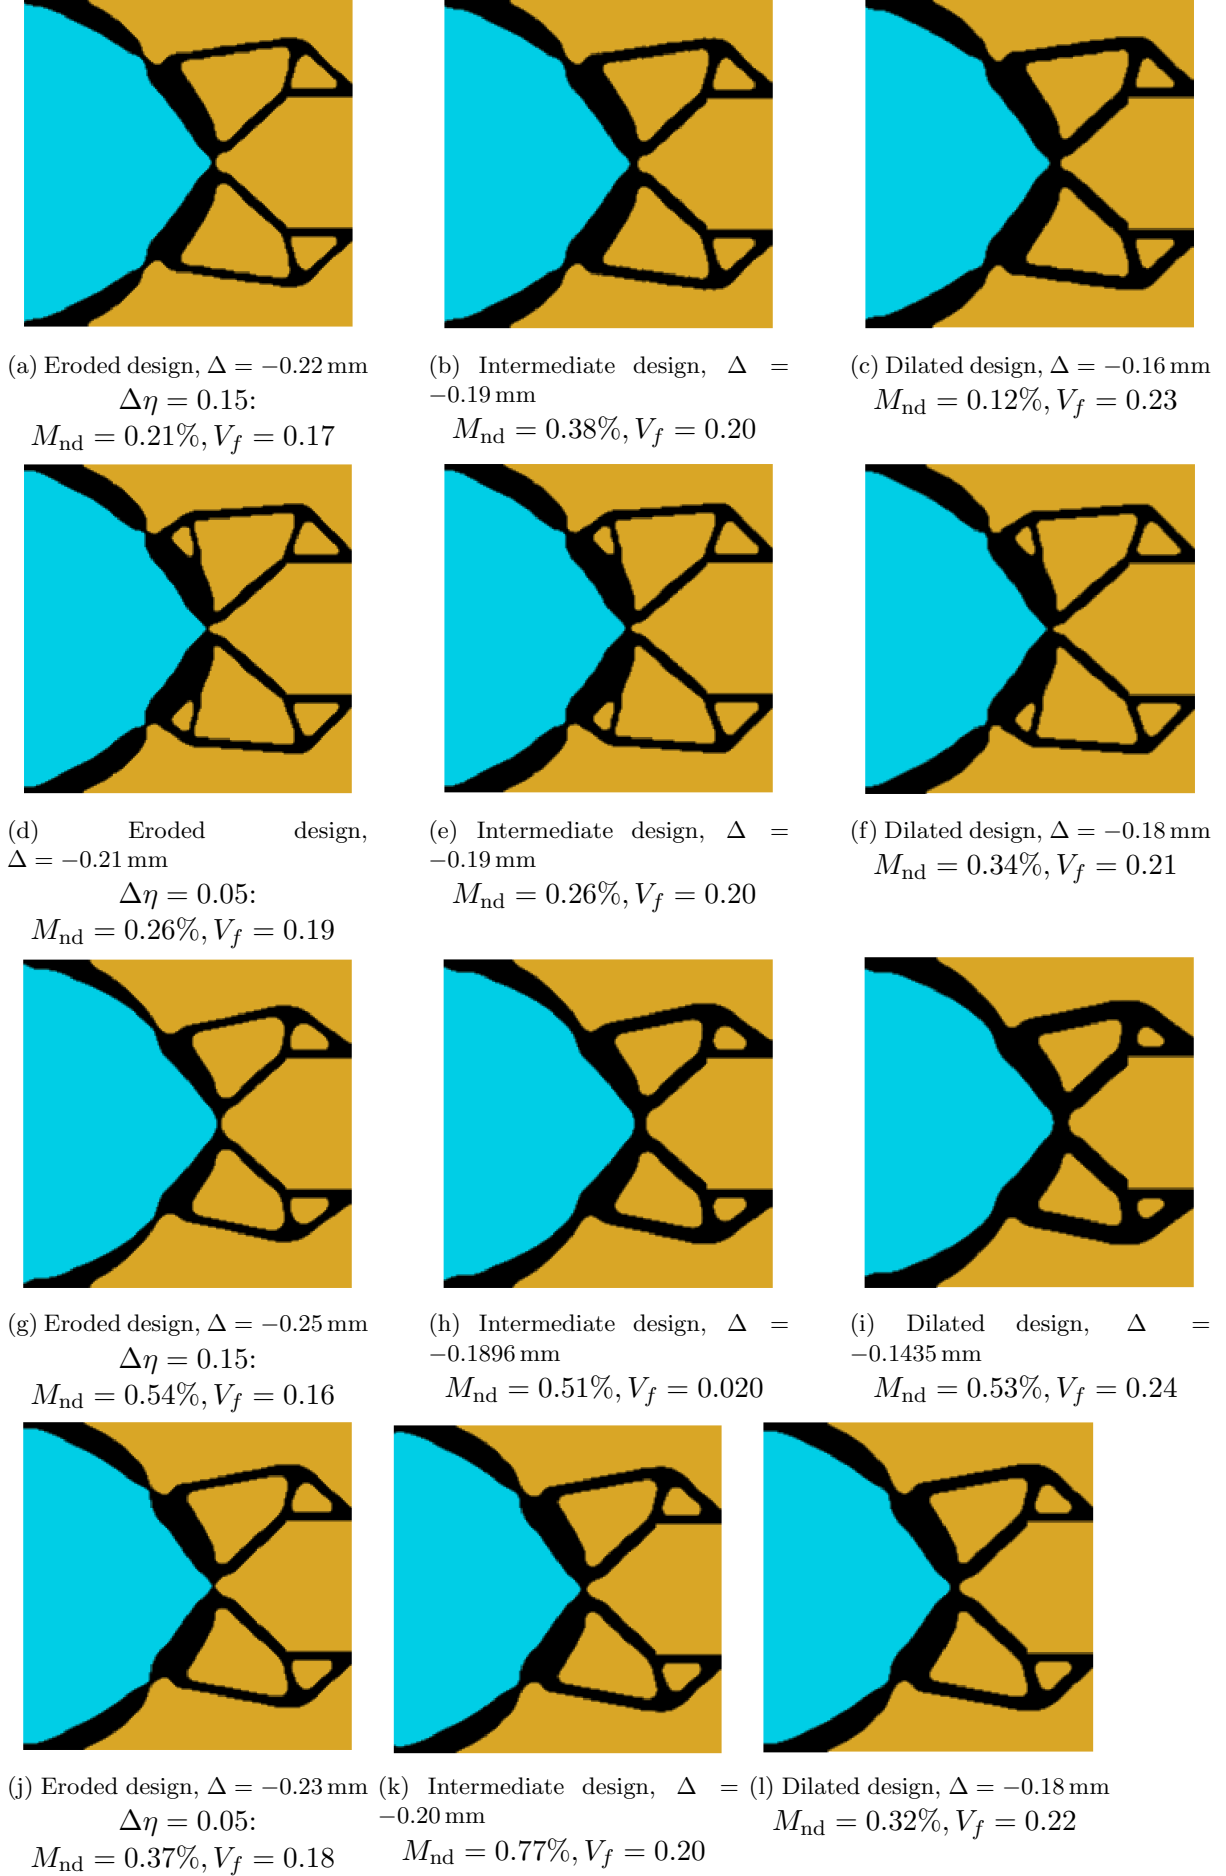 (a) Eroded design, Δ = −0.22 mm
Δη = 0.15:
M_nd = 0.21%, V_f = 0.17
(b) Intermediate design, Δ =
−0.19 mm
M_nd = 0.38%, V_f = 0.20
(c) Dilated design, Δ = −0.16 mm
M_nd = 0.12%, V_f = 0.23
(d) Eroded design,
Δ = −0.21 mm
Δη = 0.05:
M_nd = 0.26%, V_f = 0.19
(e) Intermediate design, Δ =
−0.19 mm
M_nd = 0.26%, V_f = 0.20
(f) Dilated design, Δ = −0.18 mm
M_nd = 0.34%, V_f = 0.21
(g) Eroded design, Δ = −0.25 mm
Δη = 0.15:
M_nd = 0.54%, V_f = 0.16
(h) Intermediate design, Δ =
−0.1896 mm
M_nd = 0.51%, V_f = 0.020
(i) Dilated design, Δ =
−0.1435 mm
M_nd = 0.53%, V_f = 0.24
(j) Eroded design, Δ = −0.23 mm
Δη = 0.05:
M_nd = 0.37%, V_f = 0.18
(k) Intermediate design, Δ =
−0.20 mm
M_nd = 0.77%, V_f = 0.20
(l) Dilated design, Δ = −0.18 mm
M_nd = 0.32%, V_f = 0.22